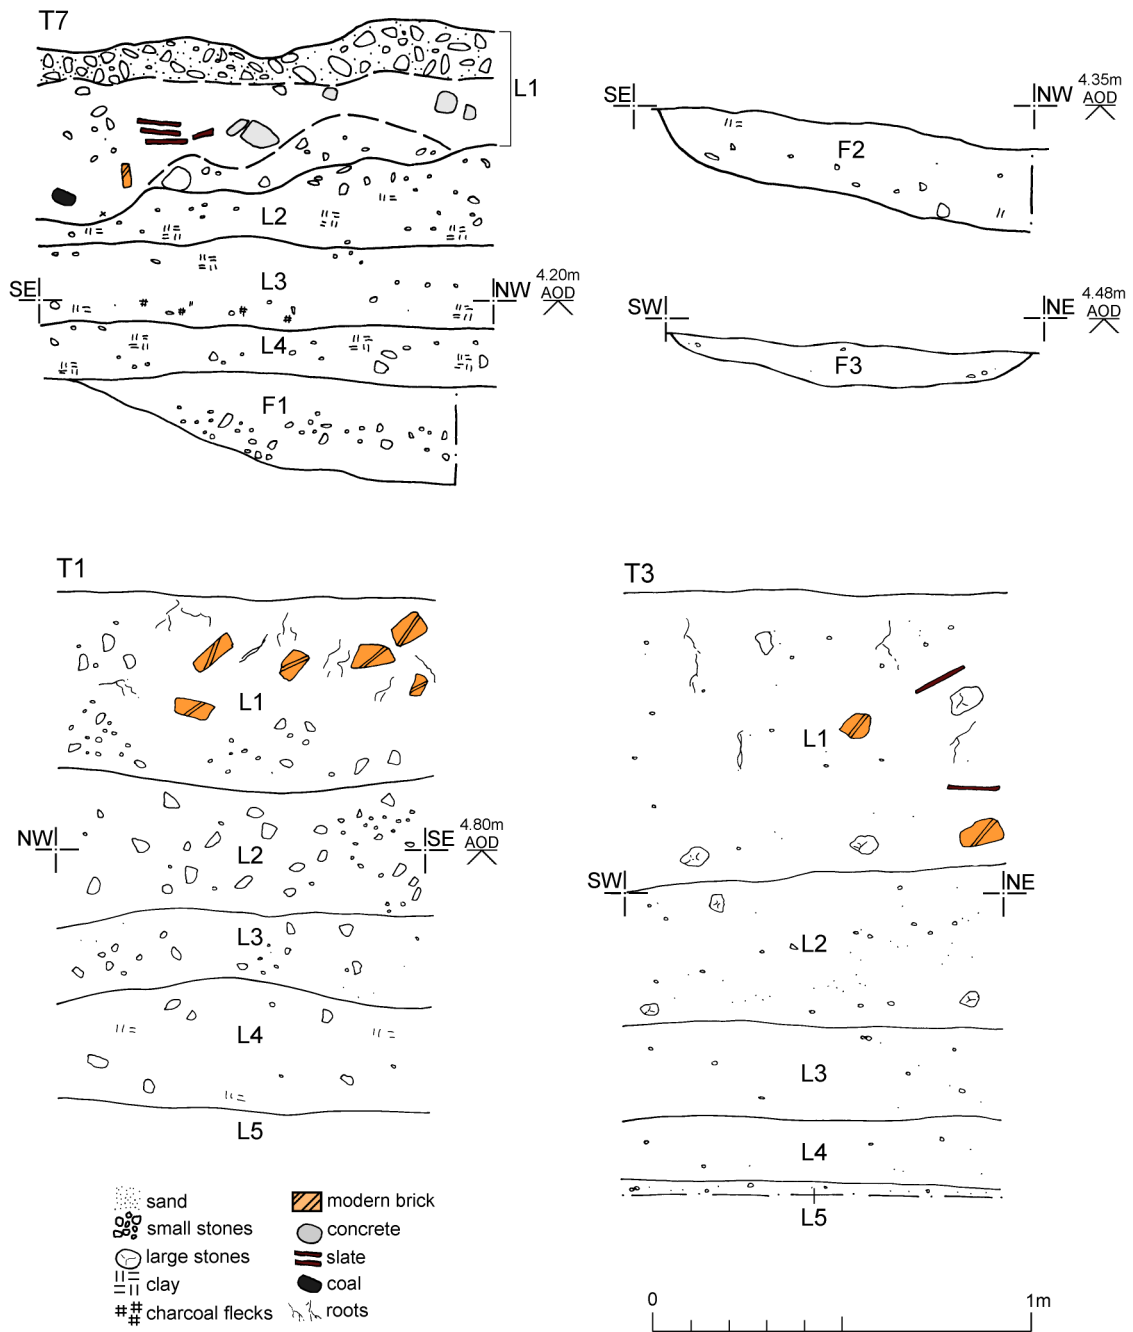 T7
L1
L2
L3
SE
NW
4.20m
AOD
L4
F1
SE
NW
4.35m
AOD
F2
SW
NE
4.48m
AOD
F3
T1
L1
NW
L2
SE
4.80m
AOD
L3
L4
L5
T3
L1
SW
NE
L2
L3
L4
L5
sand
small stones
large stones
clay
charcoal flecks
modern brick
concrete
slate
coal
roots
0
1m